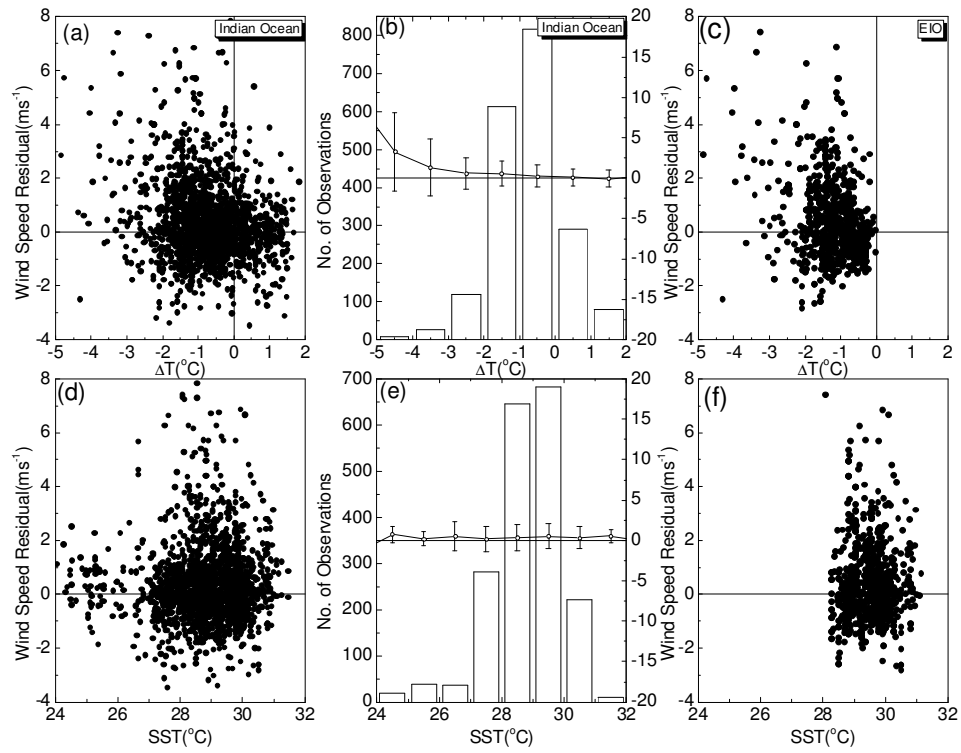 (a)
Indian Ocean
Wind Speed Residual(ms⁻¹)
8
6
4
2
0
-2
-4
-5 -4 -3 -2 -1 0 1 2
ΔT(°C)
(b)
Indian Ocean
No. of Observations
800
700
600
500
400
300
200
100
0
20
15
10
5
0
-5
-10
-15
-20
-5 -4 -3 -2 -1 0 1 2
ΔT(°C)
(c)
EIO
Wind Speed Residual(ms⁻¹)
8
6
4
2
0
-2
-4
-5 -4 -3 -2 -1 0 1 2
ΔT(°C)
(d)
Wind Speed Residual(ms⁻¹)
8
6
4
2
0
-2
-4
24 26 28 30 32
SST(°C)
(e)
No. of Observations
700
600
500
400
300
200
100
0
20
15
10
5
0
-5
-10
-15
-20
24 26 28 30 32
SST(°C)
(f)
Wind Speed Residual(ms⁻¹)
8
6
4
2
0
-2
-4
24 26 28 30 32
SST(°C)